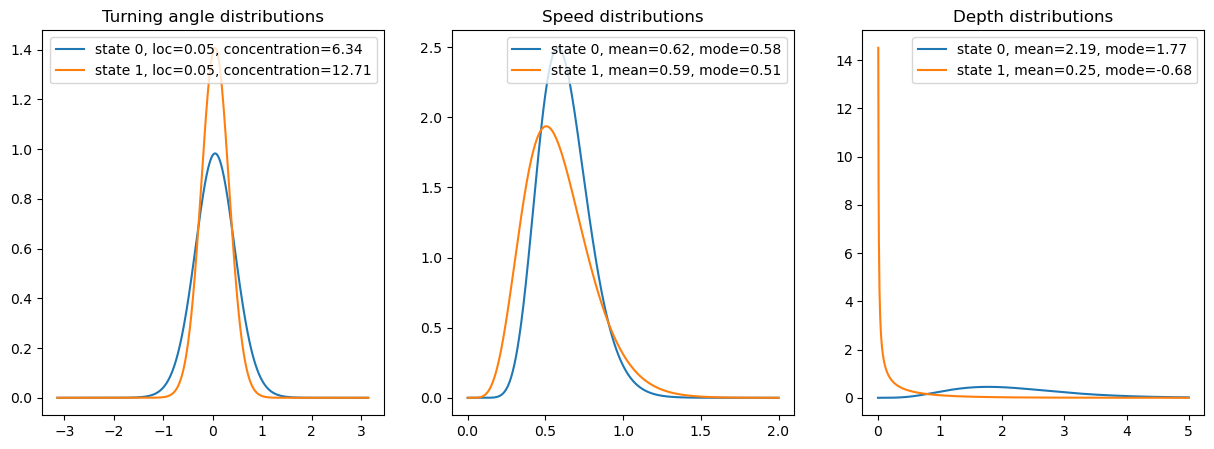 Turning angle distributions
state 0, loc=0.05, concentration=6.34
state 1, loc=0.05, concentration=12.71
1.4
1.2
1.0
0.8
0.6
0.4
0.2
0.0
−3 −2 −1 0 1 2 3
Speed distributions
state 0, mean=0.62, mode=0.58
state 1, mean=0.59, mode=0.51
2.5
2.0
1.5
1.0
0.5
0.0
0.0 0.5 1.0 1.5 2.0
Depth distributions
state 0, mean=2.19, mode=1.77
state 1, mean=0.25, mode=-0.68
14
12
10
8
6
4
2
0
0 1 2 3 4 5